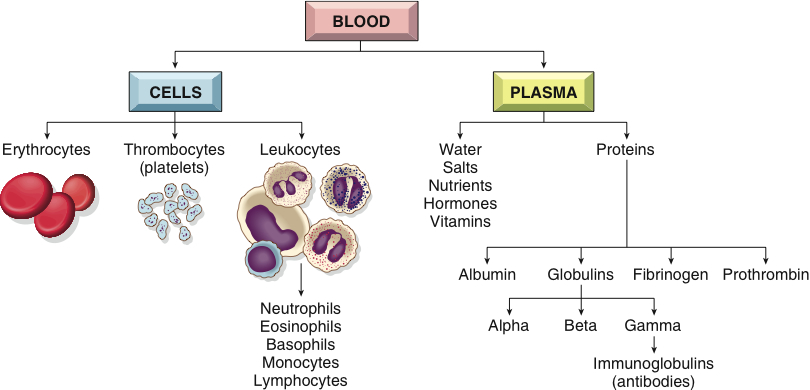 BLOOD
CELLS
PLASMA
Erythrocytes
Thrombocytes
(platelets)
Leukocytes
Neutrophils
Eosinophils
Basophils
Monocytes
Lymphocytes
Water
Salts
Nutrients
Hormones
Vitamins
Proteins
Albumin
Globulins
Fibrinogen
Prothrombin
Alpha
Beta
Gamma
Immunoglobulins
(antibodies)